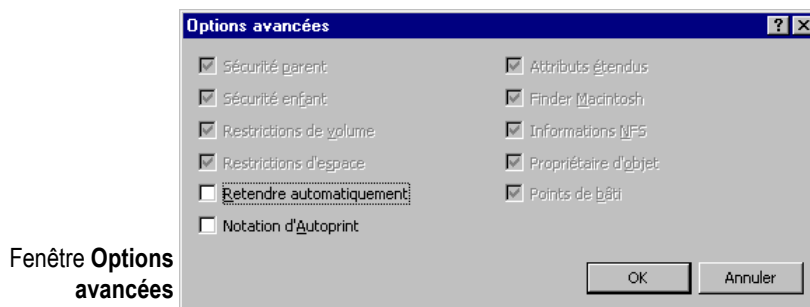 Options avancées
Sécurité parent
Sécurité enfant
Restrictions de volume
Restrictions d'espace
Retendre automatiquement
Notation d'Autoprint
Attributs étendus
Finder Macintosh
Informations NFS
Propriétaire d'objet
Points de bâti
OK
Annuler
Fenêtre Options
avancées